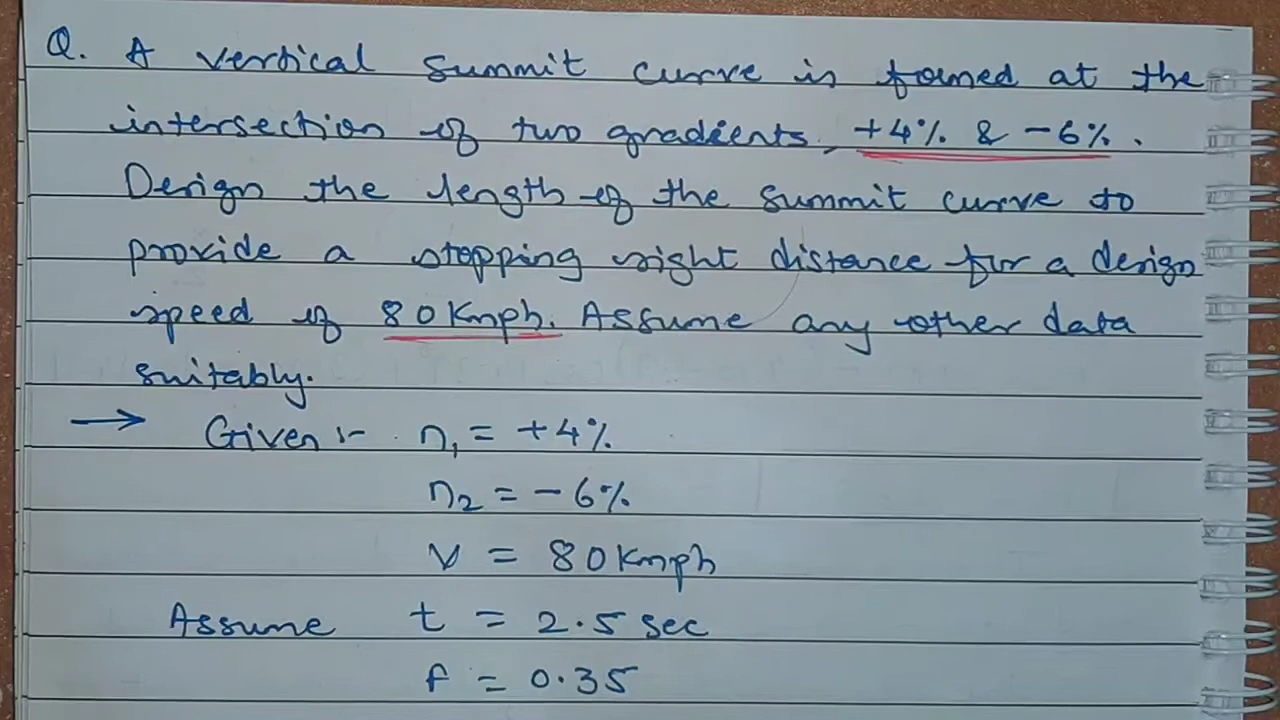 Q. A vertical summit curve is formed at the
intersection of two gradients, +4% & -6%.
Design the length of the summit curve to
provide a stopping sight distance for a design
speed of 80 Kmph. Assume any other data
suitably.
→ Given :- n₁ = +4%
n₂ = -6%
V = 80 Kmph
Assume t = 2.5 sec
f = 0.35